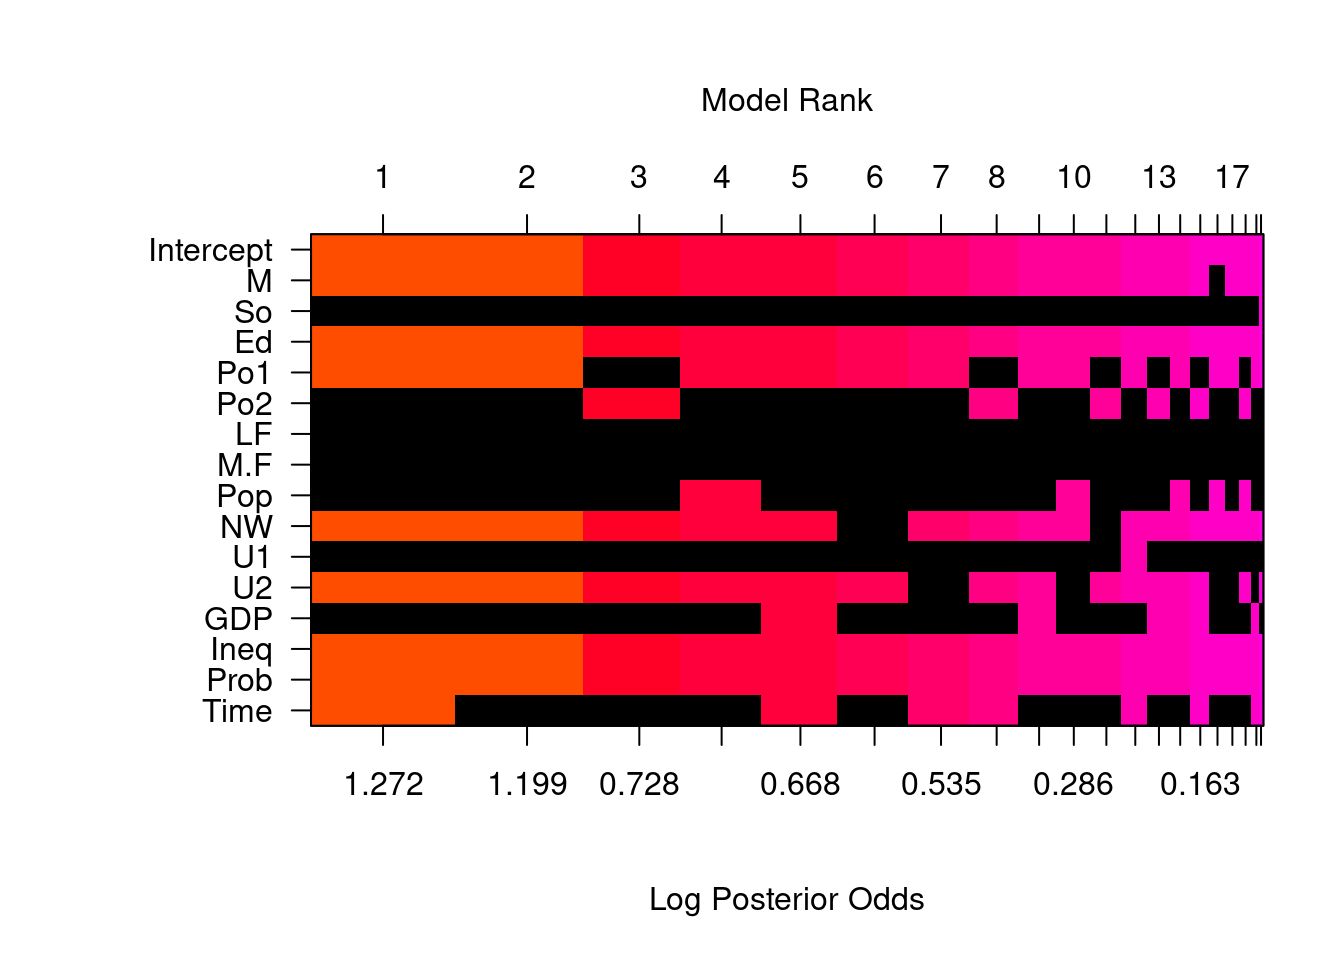 Model Rank
1 2 3 4 5 6 7 8 10 13 17
Intercept
M
So
Ed
Po1
Po2
LF
M.F
Pop
NW
U1
U2
GDP
Ineq
Prob
Time
1.272 1.199 0.728 0.668 0.535 0.286 0.163
Log Posterior Odds